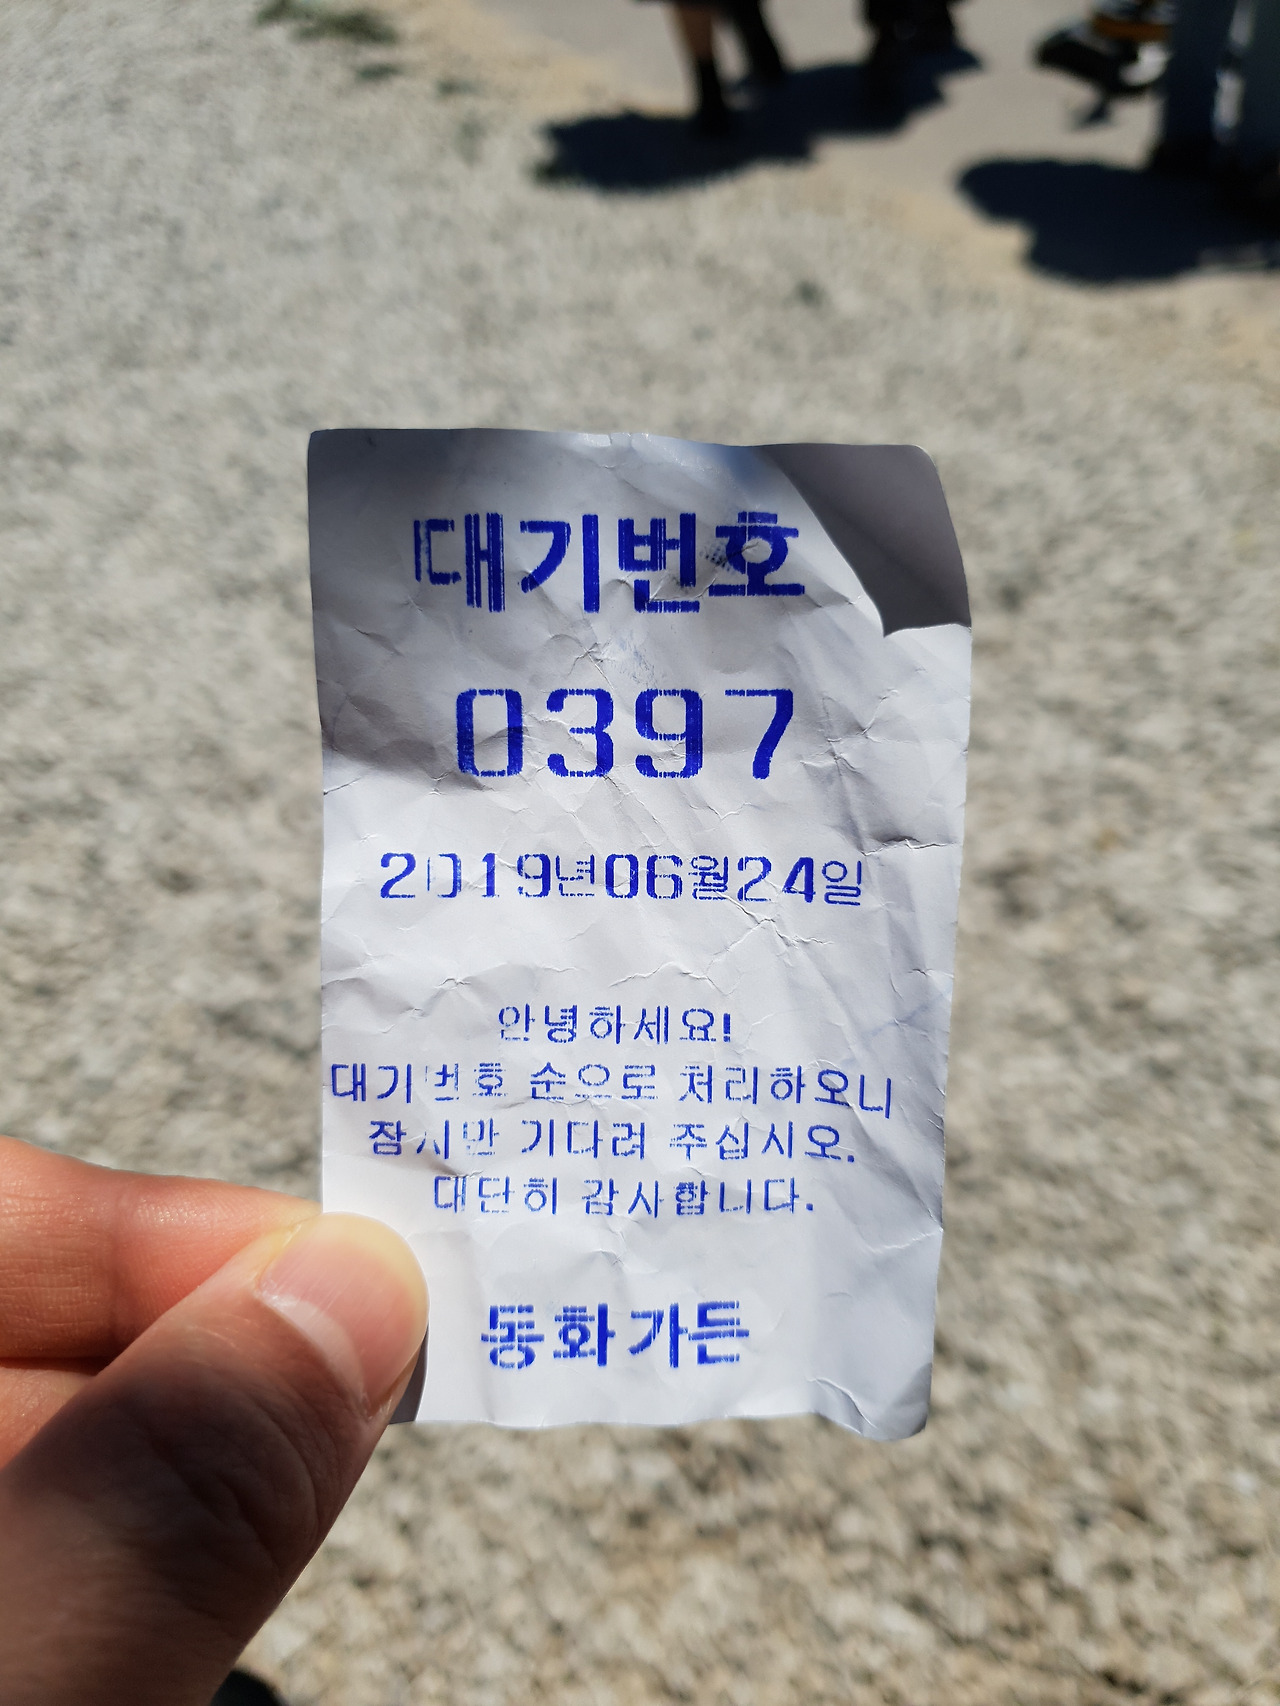 대기번호
0397
2019년06월24일
안녕하세요!
대기번호 순으로 처리하오니
잠시만 기다려 주십시오.
대단히 감사합니다.
동화가든